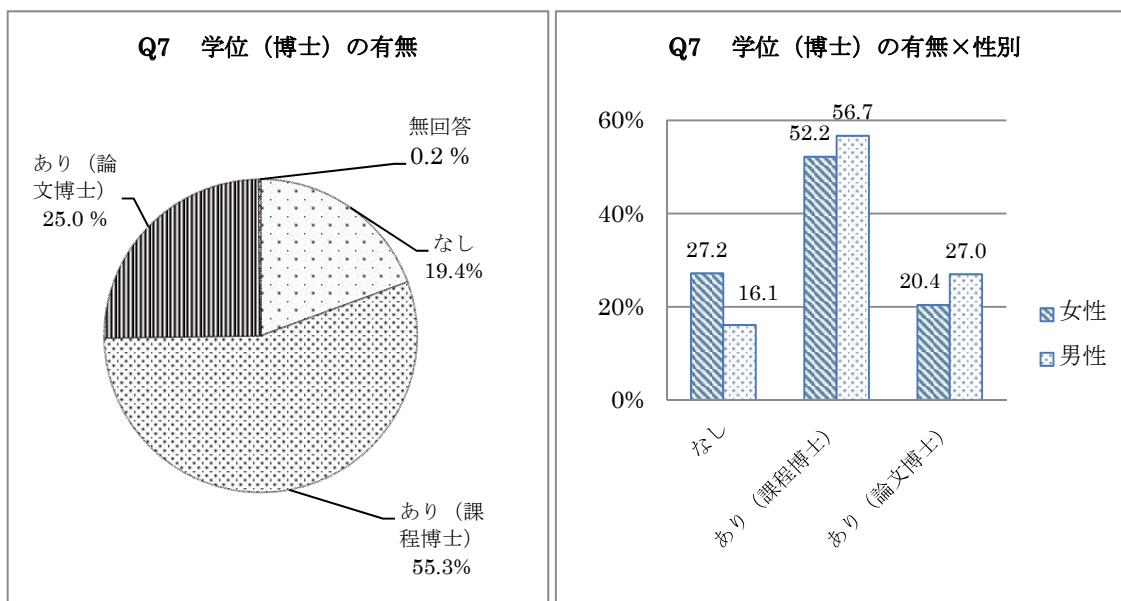 Q7 学位（博士）の有無
無回答
0.2 %
あり（論
文博士）
25.0 %
なし
19.4%
あり（課
程博士）
55.3%
Q7 学位（博士）の有無×性別
60%
40%
20%
0%
27.2
16.1
52.2
56.7
20.4
27.0
なし
あり（課程博士）
あり（論文博士）
女性
男性